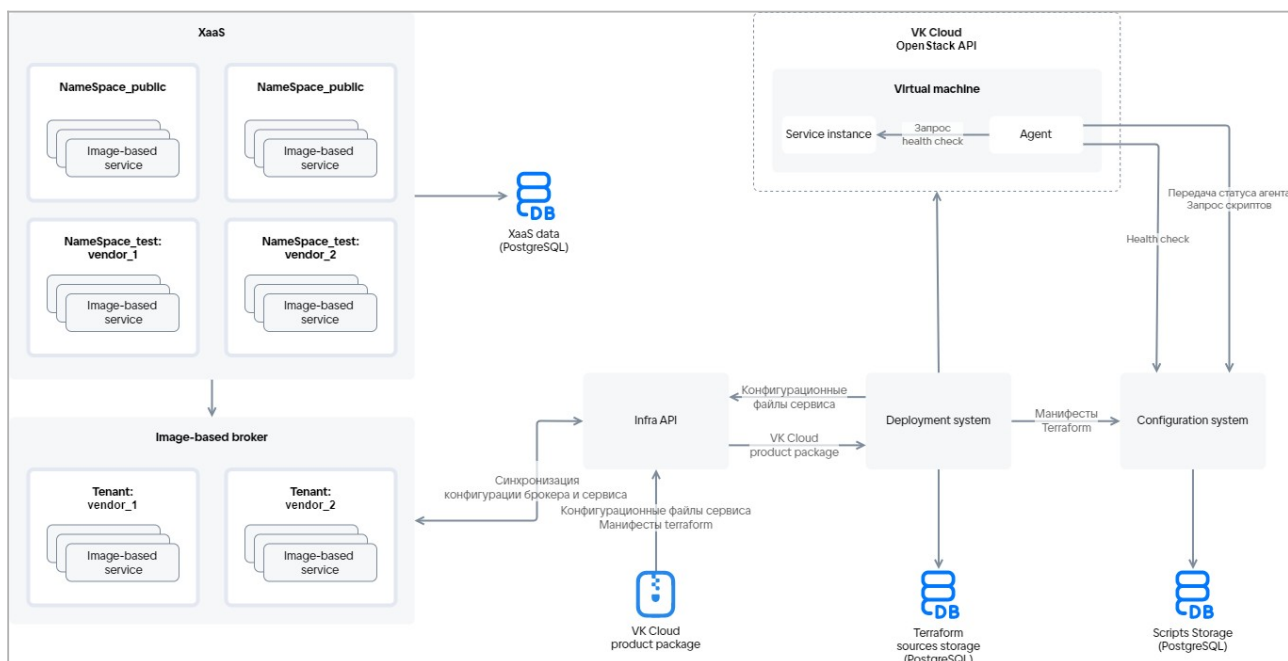 XaaS
NameSpace_public
Image-based
service
NameSpace_public
Image-based
service
NameSpace_test:
vendor_1
Image-based
service
NameSpace_test:
vendor_2
Image-based
service
DB
XaaS data
(PostgreSQL)
VK Cloud
OpenStack API
Virtual machine
Service instance
Запрос
health check
Agent
Передача статуса агента
Запрос скриптов
Health check
Image-based broker
Tenant:
vendor_1
Image-based
service
Tenant:
vendor_2
Image-based
service
Синхронизация
конфигурации брокера и сервиса
Infra API
Конфигурационные
файлы сервиса
VK Cloud
product package
Deployment system
Манифесты
Terraform
Configuration system
Конфигурационные файлы сервиса
Манифесты terraform
VK Cloud
product package
DB
Terraform
sources storage
(PostgreSQL)
DB
Scripts Storage
(PostgreSQL)